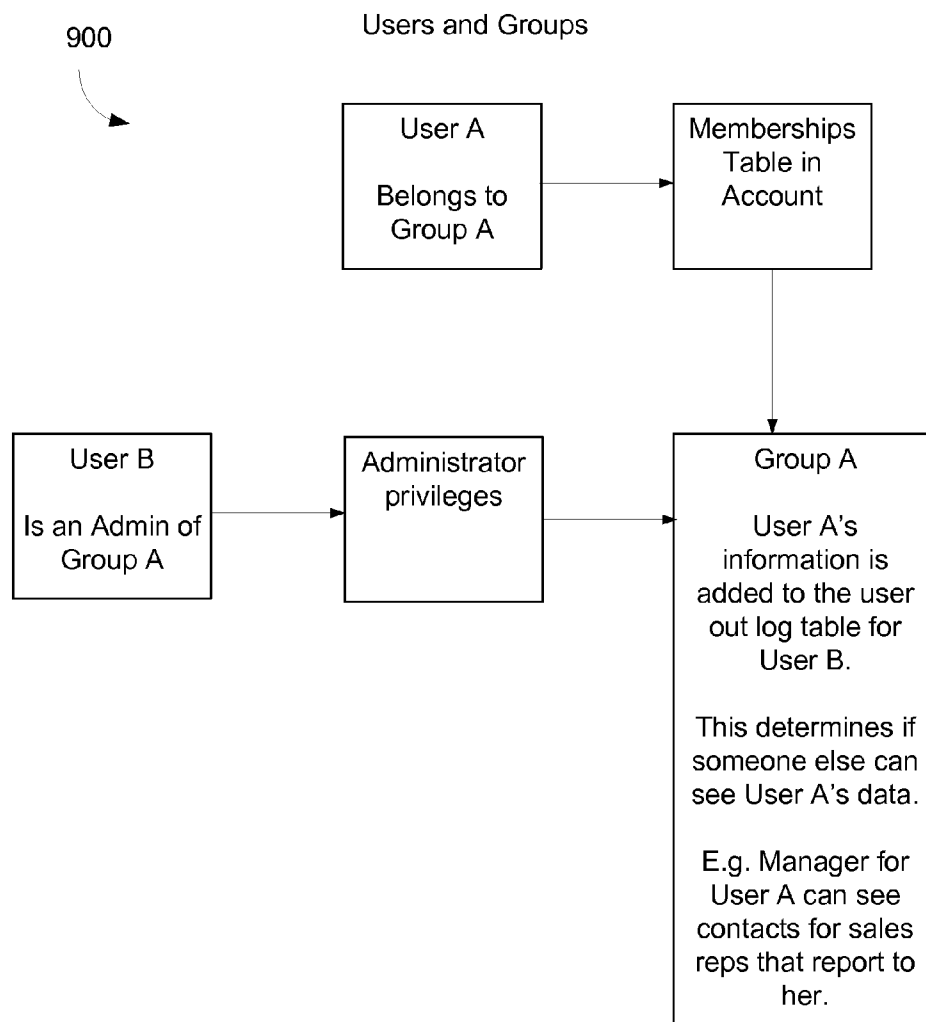 Users and Groups
900
User A
Belongs to
Group A
Memberships
Table in
Account
User B
Is an Admin of
Group A
Administrator
privileges
Group A
User A's
information is
added to the user
out log table for
User B.
This determines if
someone else can
see User A's data.
E.g. Manager for
User A can see
contacts for sales
reps that report to
her.